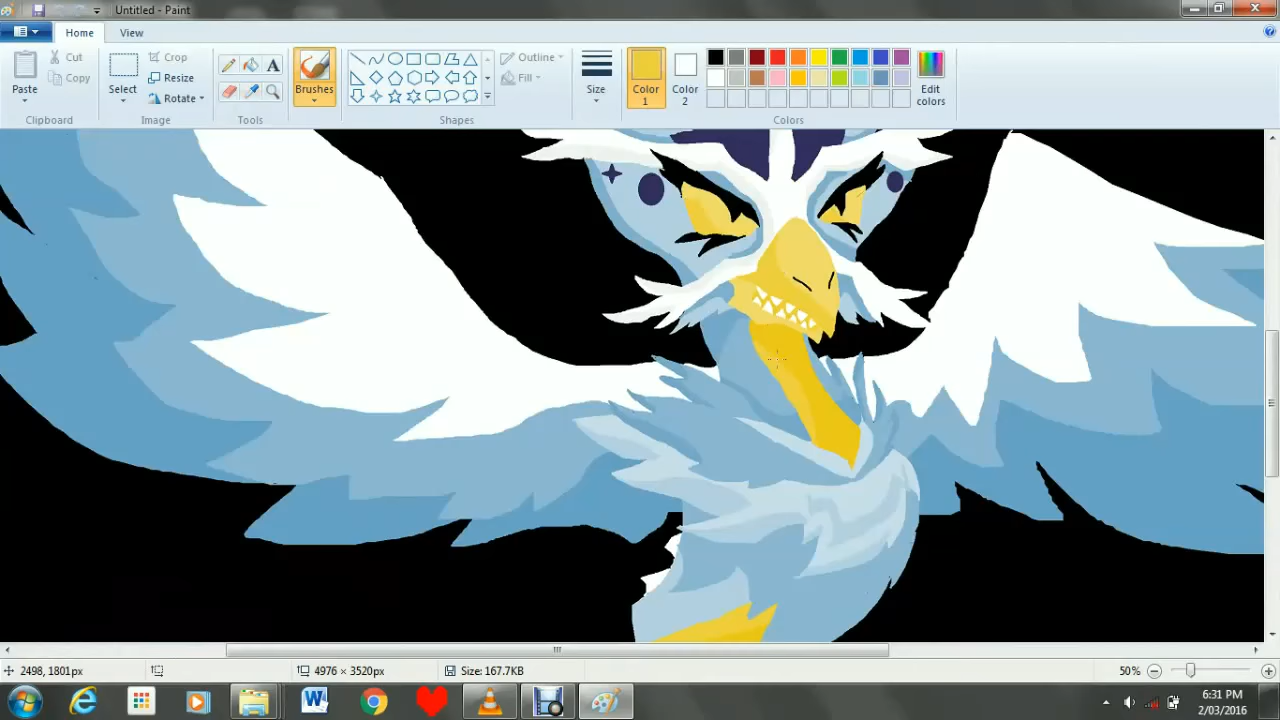 Untitled - Paint
Home View
Paste
Cut
Copy
Clipboard
Select
Crop
Resize
Rotate
Image
A
Tools
Brushes
Outline
Fill
Shapes
Size
Color 1
Color 2
Edit colors
Colors
2498, 1801px
4976 × 3520px
Size: 167.7KB
50%
6:31 PM
2/03/2016